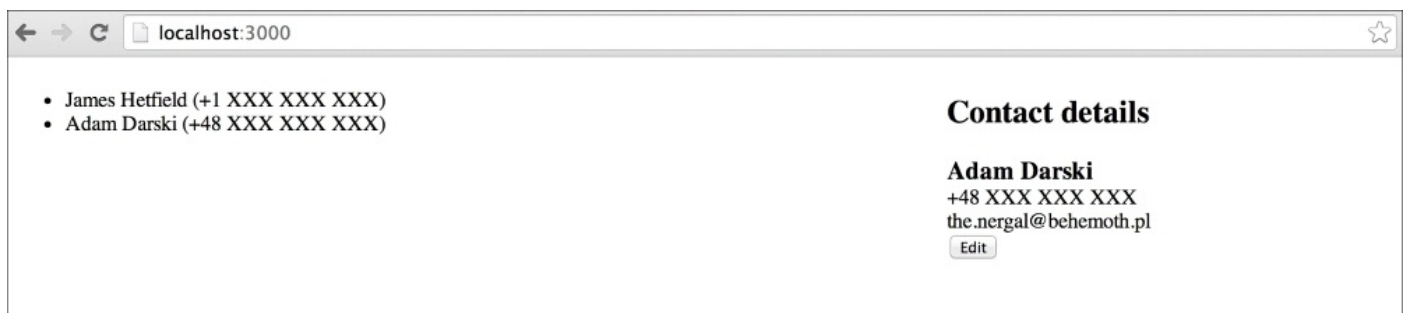 localhost:3000
James Hetfield (+1 XXX XXX XXX)
Adam Darski (+48 XXX XXX XXX)
Contact details
Adam Darski
+48 XXX XXX XXX
the.nergal@behemoth.pl
Edit